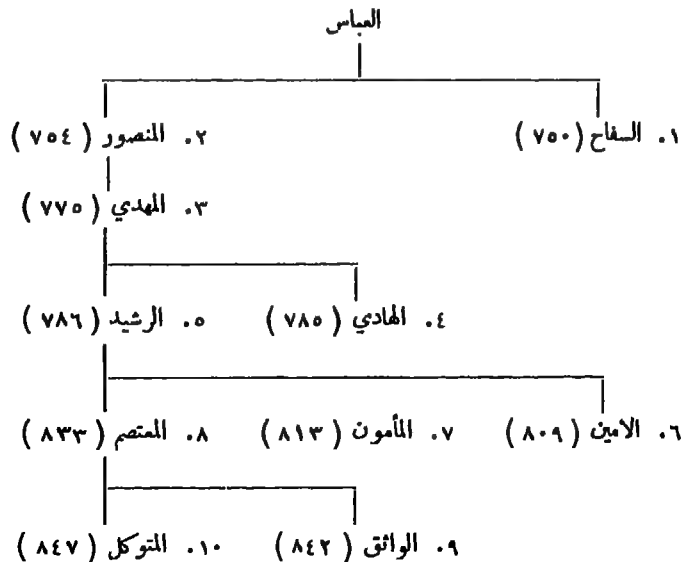 العباس
١. السفاح (٧٥٠) ٢. المنصور (٧٥٤)
٣. المهدي (٧٧٥)
٤. الهادي (٧٨٥) ٥. الرشيد (٧٨٦)
٦. الامين (٨٠٩) ٧. المأمون (٨١٣) ٨. المعتصم (٨٣٣)
٩. الواثق (٨٤٢) ١٠. المتوكل (٨٤٧)